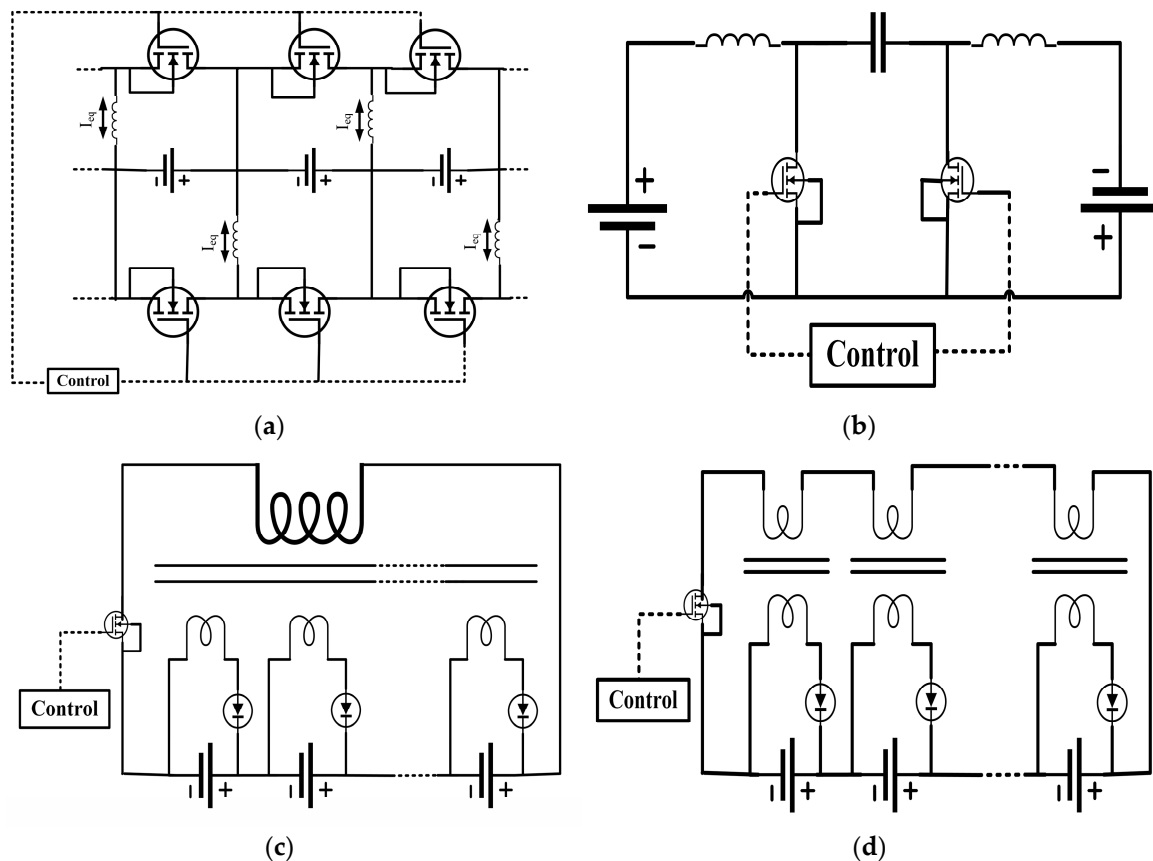 I_eq
I_eq
+
+
+
I_eq
I_eq
Control
(a)
+
-
-
+
Control
(b)
Control
+
+
+
(c)
Control
+
+
+
(d)